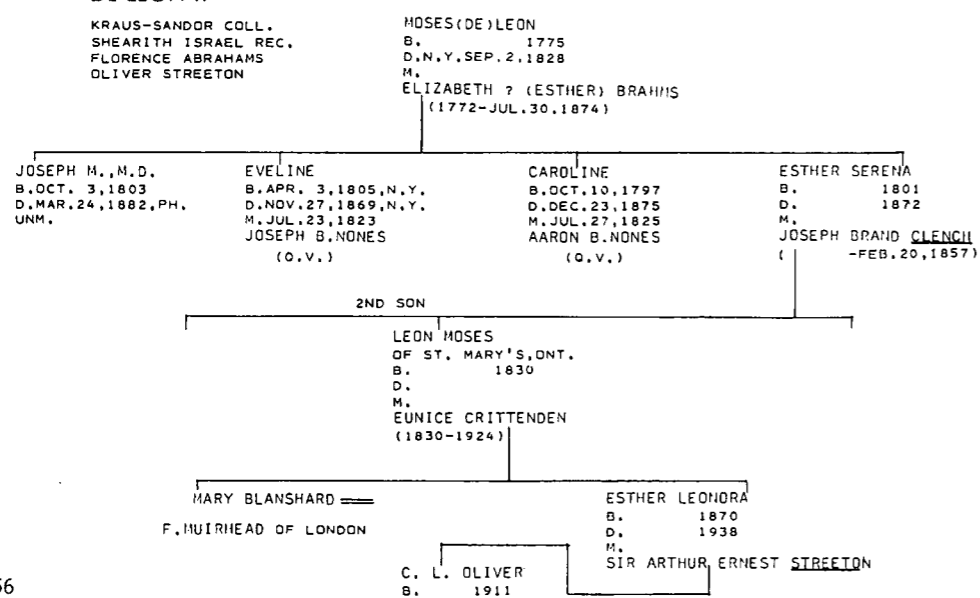 KRAUS-SANDOR COLL.
SHEARITH ISRAEL REC.
FLORENCE ABRAHAMS
OLIVER STREETON
MOSES(DE)LEON
B. 1775
D.N.Y.SEP.2,1828
M.
ELIZABETH ? (ESTHER) BRAHMS
(1772-JUL.30.1874)
JOSEPH M.,M.D.
B.OCT. 3,1803
D.MAR.24,1882,PH.
UNM.
EVELINE
B.APR. 3,1805,N.Y.
D.NOV.27,1869,N.Y.
M.JUL.23,1823
JOSEPH B.NONES
(Q.V.)
CAROLINE
B.OCT.10,1797
D.DEC.23,1875
M.JUL.27,1825
AARON B.NONES
(Q.V.)
ESTHER SERENA
B. 1801
D. 1872
M.
JOSEPH BRAND CLENCH
( -FEB.20,1857)
2ND SON
LEON MOSES
OF ST. MARY'S,ONT.
B. 1830
D.
M.
EUNICE CRITTENDEN
(1830-1924)
MARY BLANSHARD ==
F.MUIRHEAD OF LONDON
ESTHER LEONORA
B. 1870
D. 1938
M.
SIR ARTHUR ERNEST STREETON
C. L. OLIVER
B. 1911